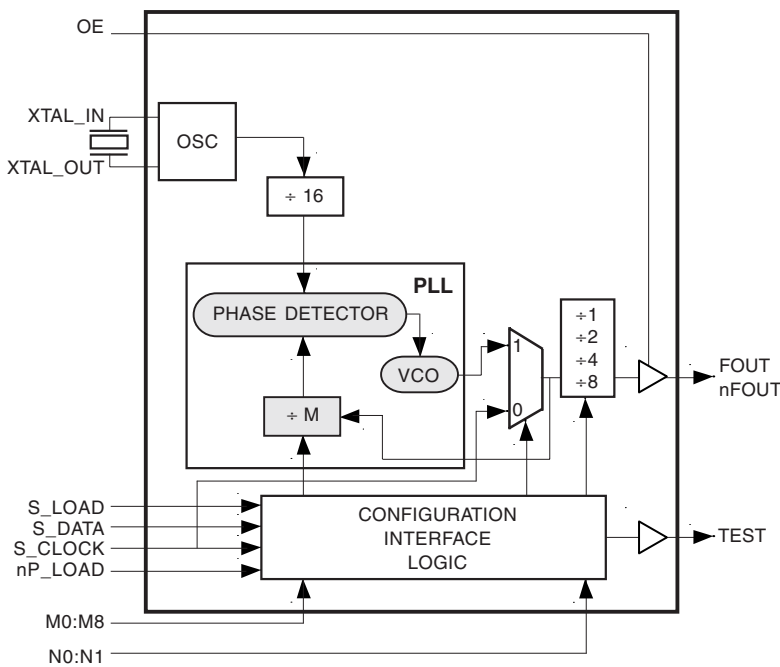 OE
XTAL_IN
OSC
XTAL_OUT
÷ 16
PLL
PHASE DETECTOR
VCO
÷ M
1
0
÷1
÷2
÷4
÷8
FOUT
nFOUT
S_LOAD
S_DATA
S_CLOCK
nP_LOAD
CONFIGURATION
INTERFACE
LOGIC
TEST
M0:M8
N0:N1